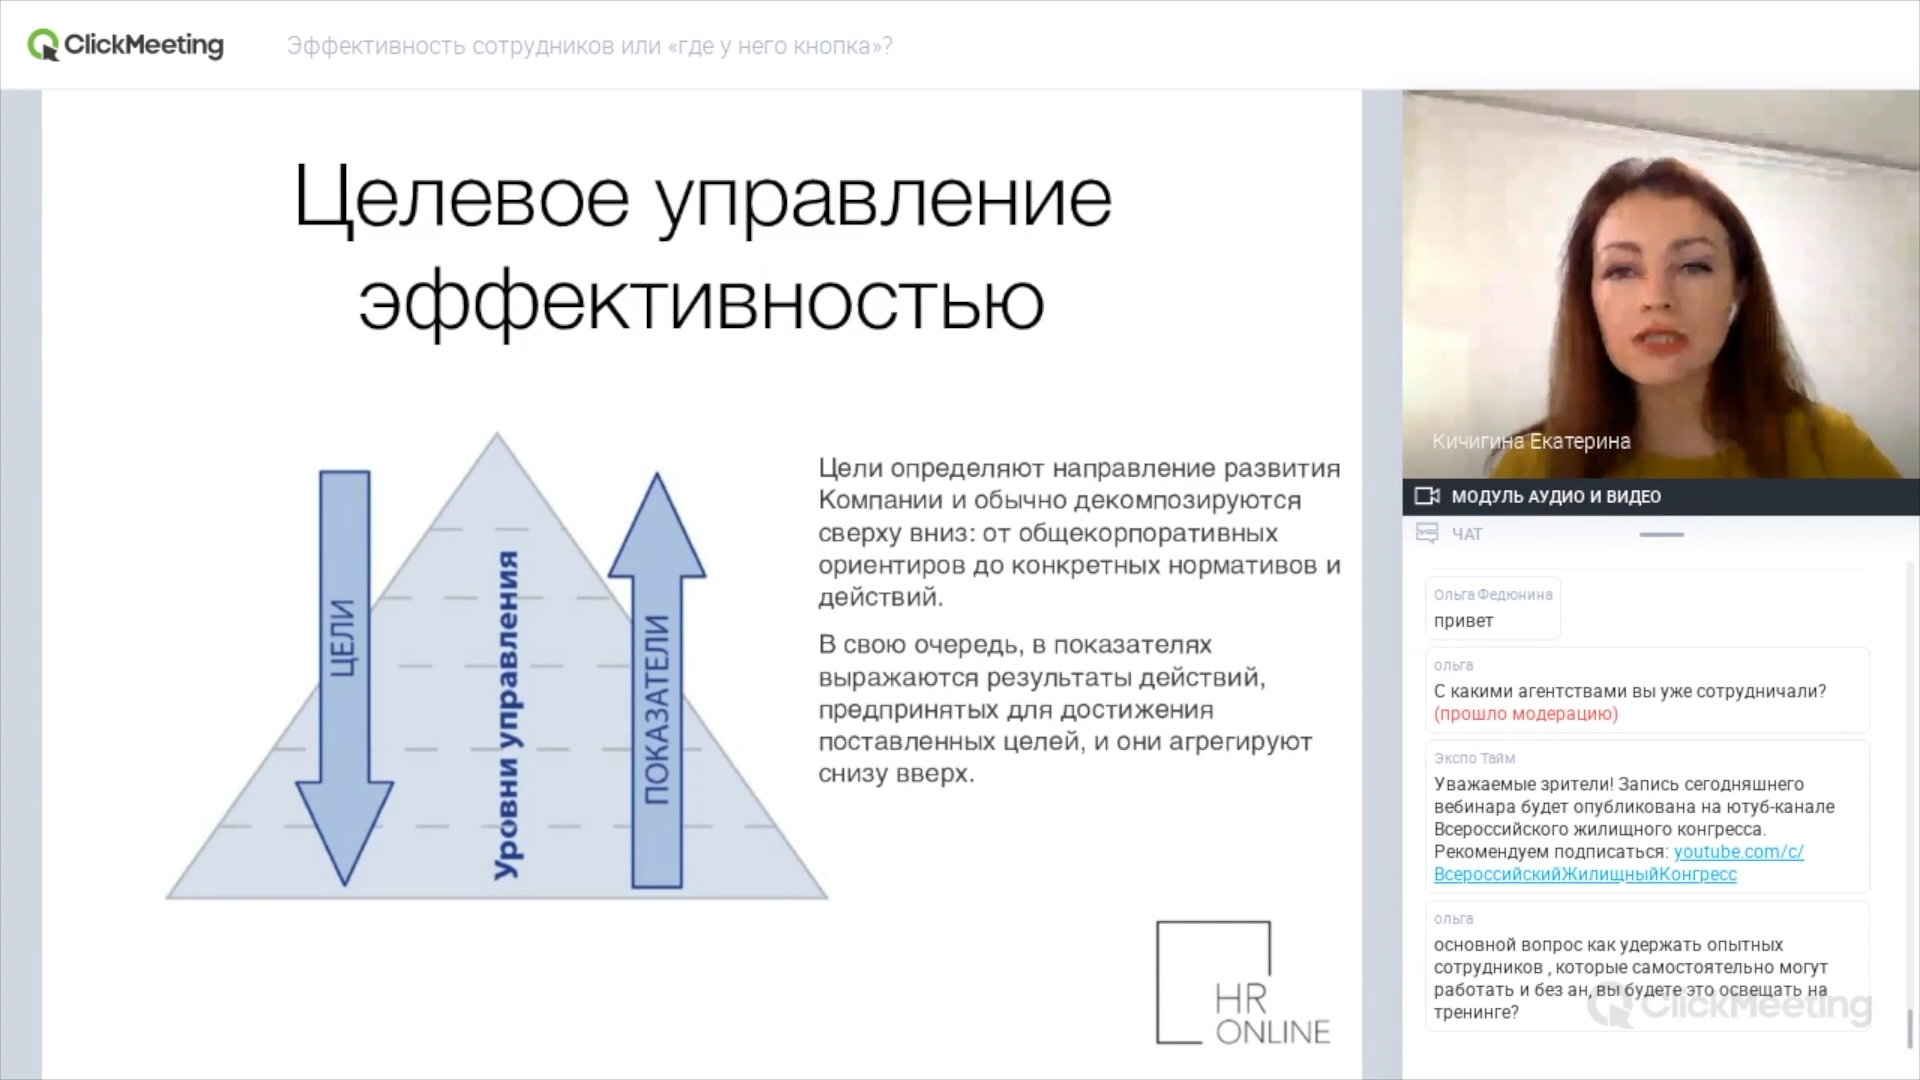 ClickMeeting
Эффективность сотрудников или «где у него кнопка»?
Целевое управление
эффективностью
ЦЕЛИ
Уровни управления
ПОКАЗАТЕЛИ
Цели определяют направление развития
Компании и обычно декомпозируются
сверху вниз: от общекорпоративных
ориентиров до конкретных нормативов и
действий.
В свою очередь, в показателях
выражаются результаты действий,
предпринятых для достижения
поставленных целей, и они агрегируют
снизу вверх.
HR
ONLINE
Кичигина Екатерина
МОДУЛЬ АУДИО И ВИДЕО
ЧАТ
Ольга Федюнина
привет
ольга
С какими агентствами вы уже сотрудничали?
(прошло модерацию)
Экспо Тайм
Уважаемые зрители! Запись сегодняшнего
вебинара будет опубликована на ютуб-канале
Всероссийского жилищного конгресса.
Рекомендуем подписаться: youtube.com/c/
ВсероссийскийЖилищныйКонгресс
ольга
основной вопрос как удержать опытных
сотрудников , которые самостоятельно могут
работать и без ан, вы будете это освещать на
тренинге?
ClickMeeting